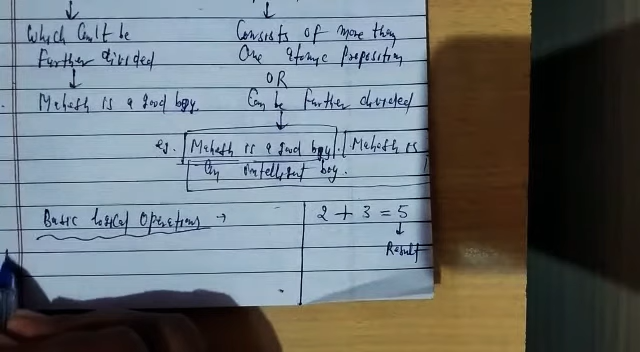 Which Can't be
Further divided
Mahesh is a good boy
Consists of more than
One atomic proposition
OR
Can be further divided
eg. Mahesh is a good boy. Mahesh is
an intelligent boy.
Basic logical operations →
2 + 3 = 5
Result